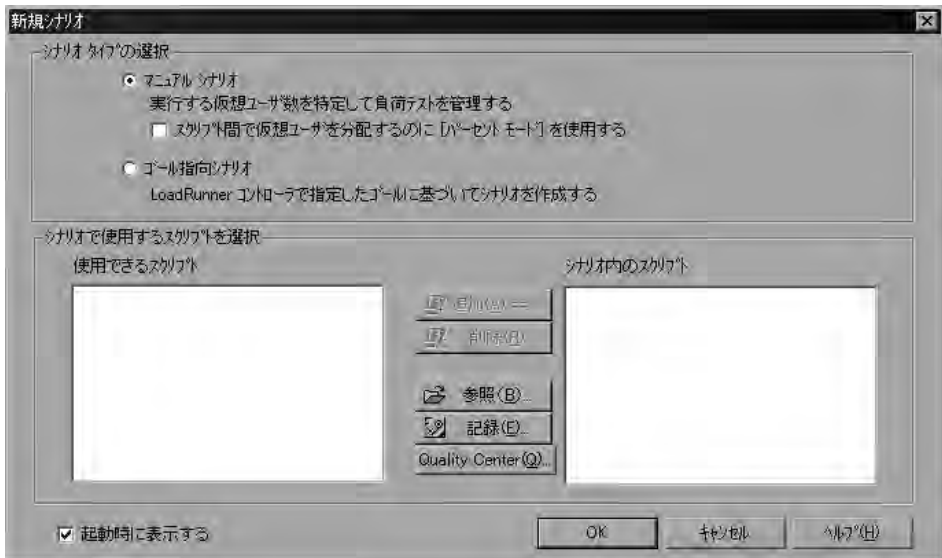 新規シナリオ
シナリオ タイプの選択
マニュアル シナリオ
実行する仮想ユーザ数を特定して負荷テストを管理する
スクリプト間で仮想ユーザを分配するのに [パーセント モード] を使用する
ゴール指向シナリオ
LoadRunner コントローラで指定したゴールに基づいてシナリオを作成する
シナリオで使用するスクリプトを選択
使用できるスクリプト
シナリオ内のスクリプト
削除(R)
参照(B)...
記録(E)...
Quality Center(Q)...
起動時に表示する
OK
キャンセル
ヘルプ(H)